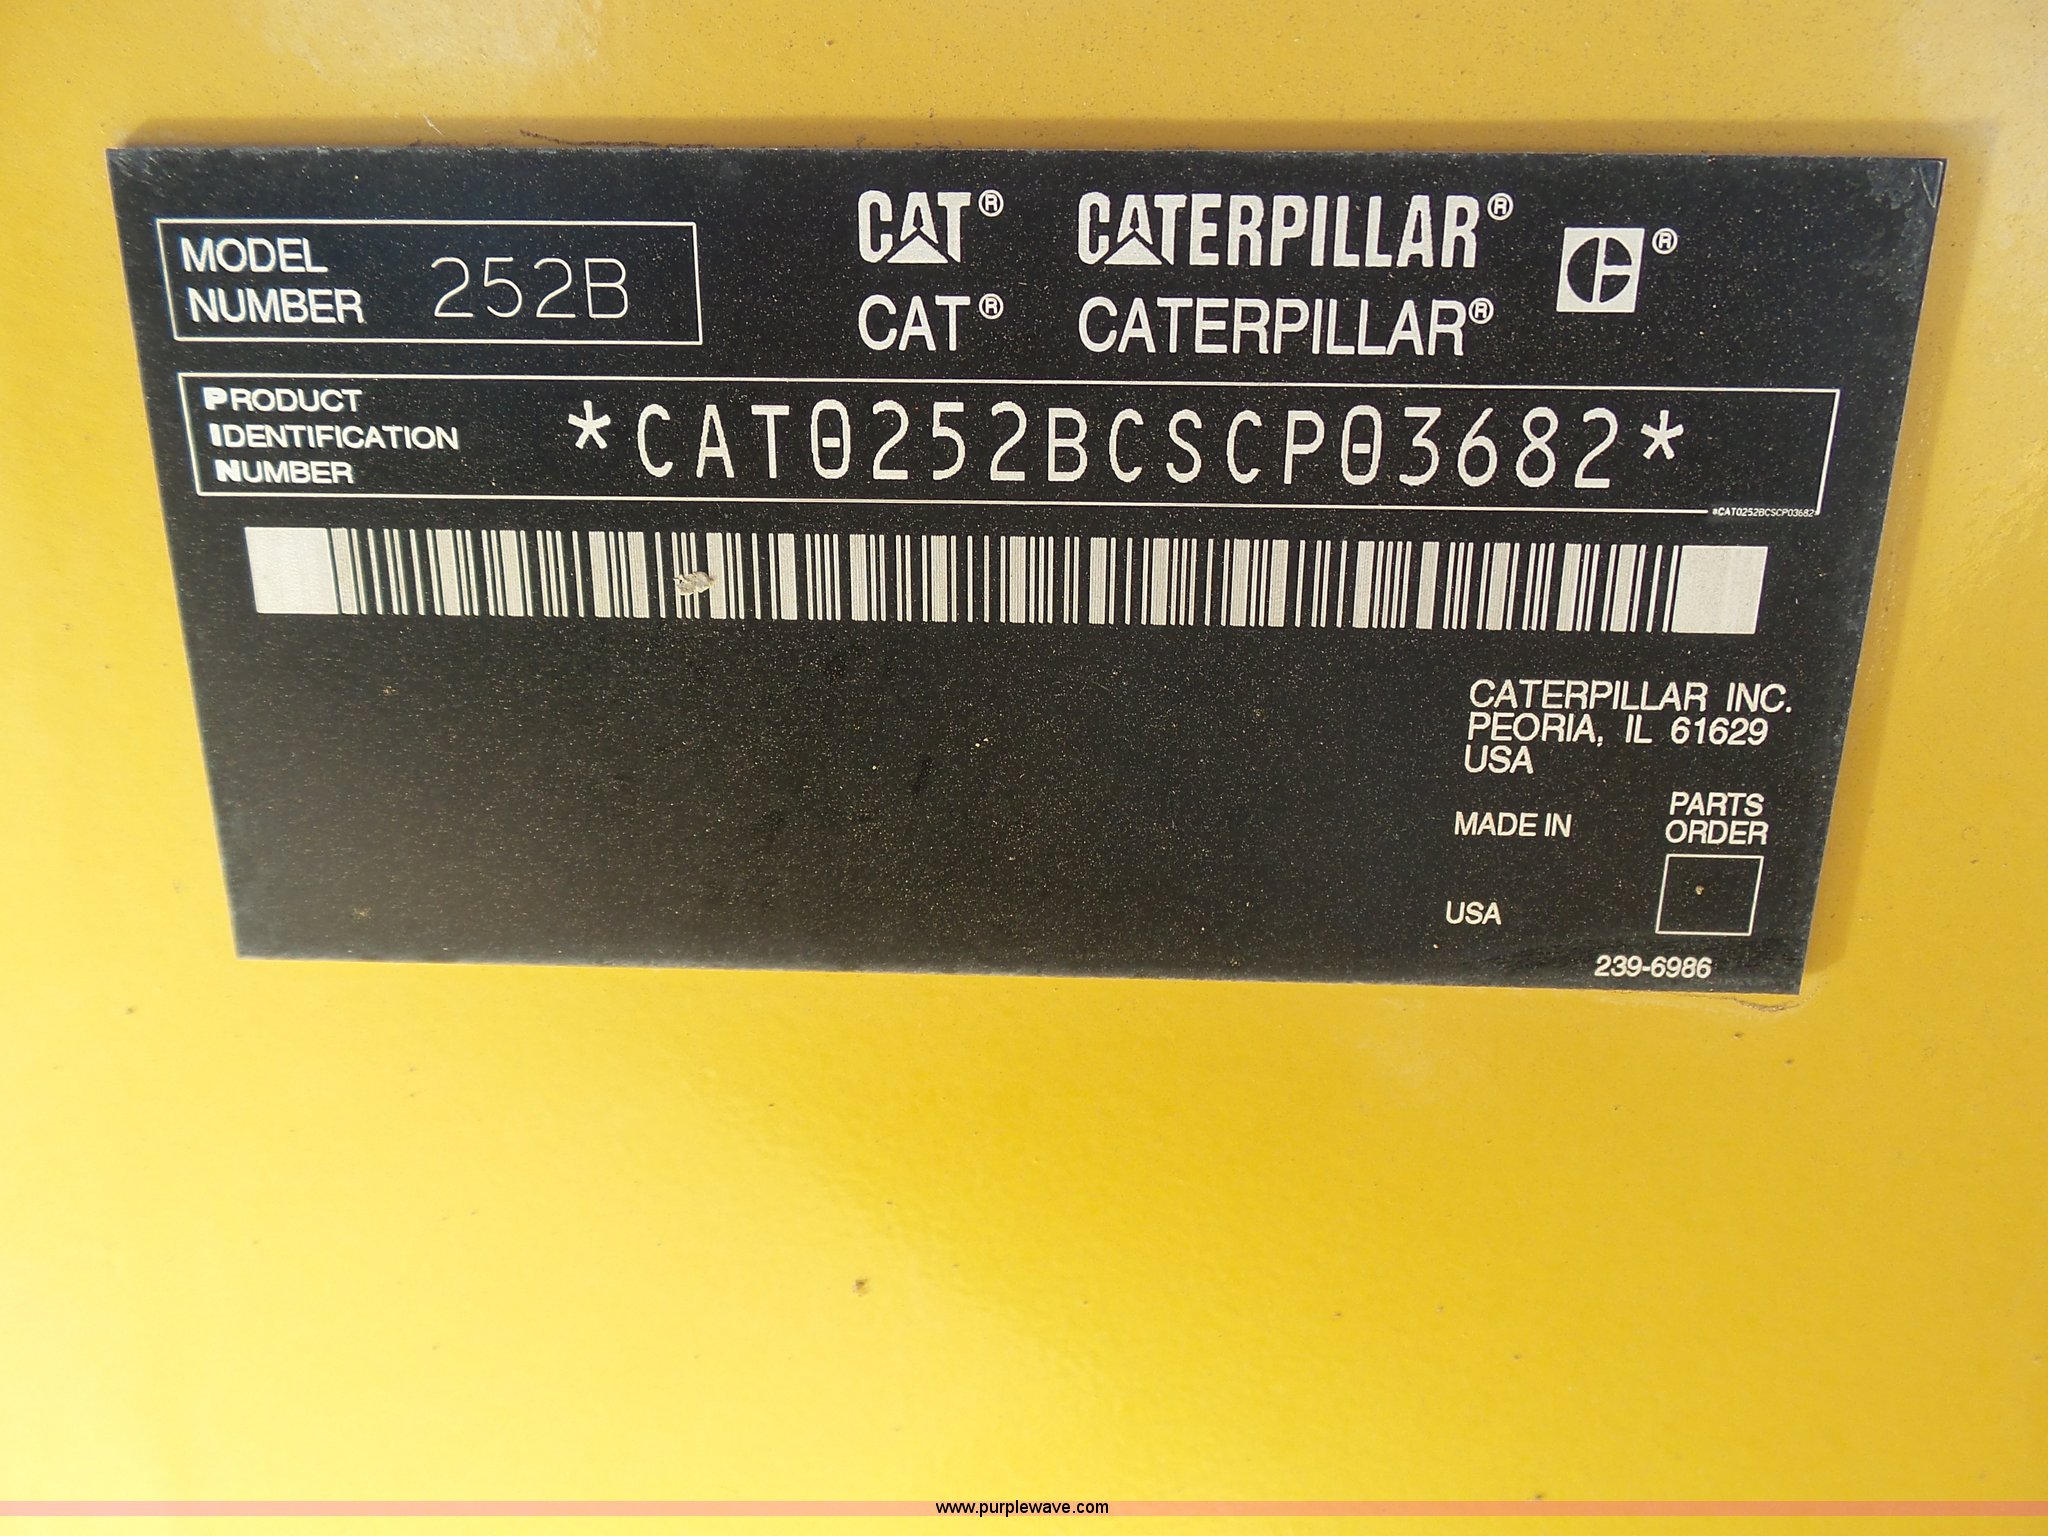 MODEL NUMBER 252B
CAT® CATERPILLAR® ®
CAT® CATERPILLAR®
PRODUCT
IDENTIFICATION
NUMBER
*CAT0252BCSCP03682*
*CAT0252BCSCP03682*
CATERPILLAR INC.
PEORIA, IL 61629
USA
MADE IN
USA
PARTS
ORDER
239-6986
www.purplewave.com